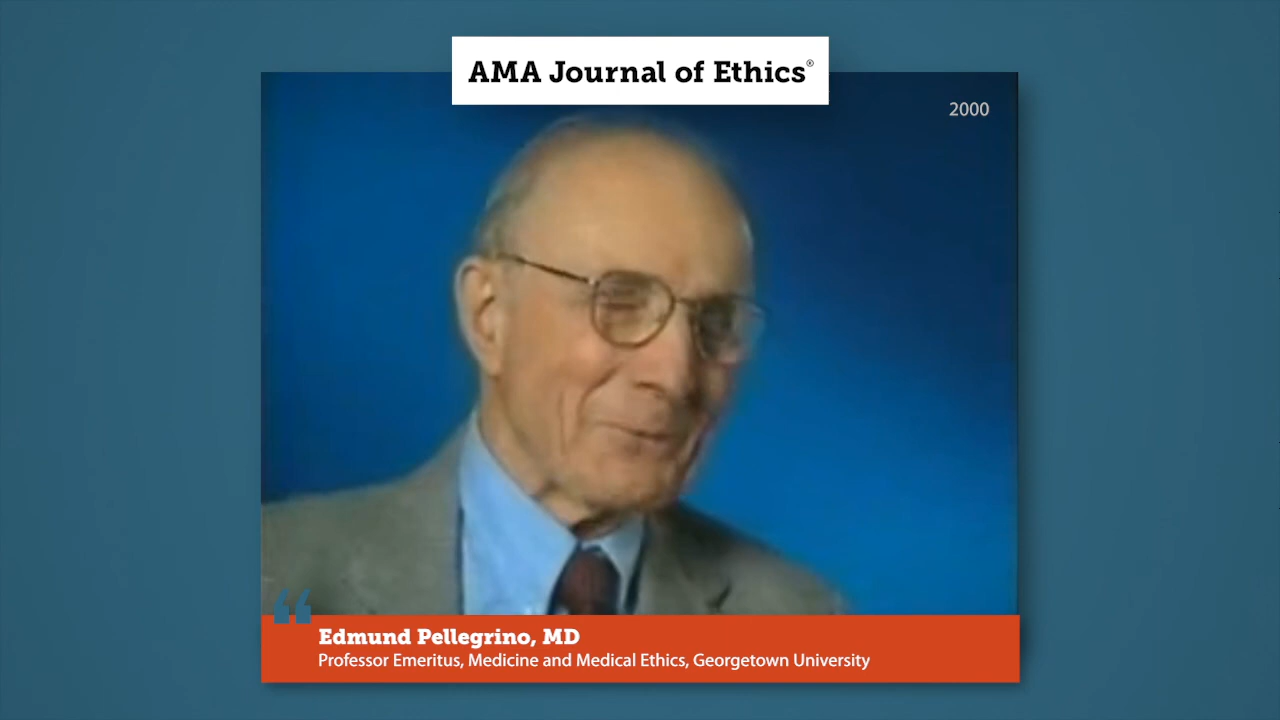 AMA Journal of Ethics®
2000
“
Edmund Pellegrino, MD
Professor Emeritus, Medicine and Medical Ethics, Georgetown University